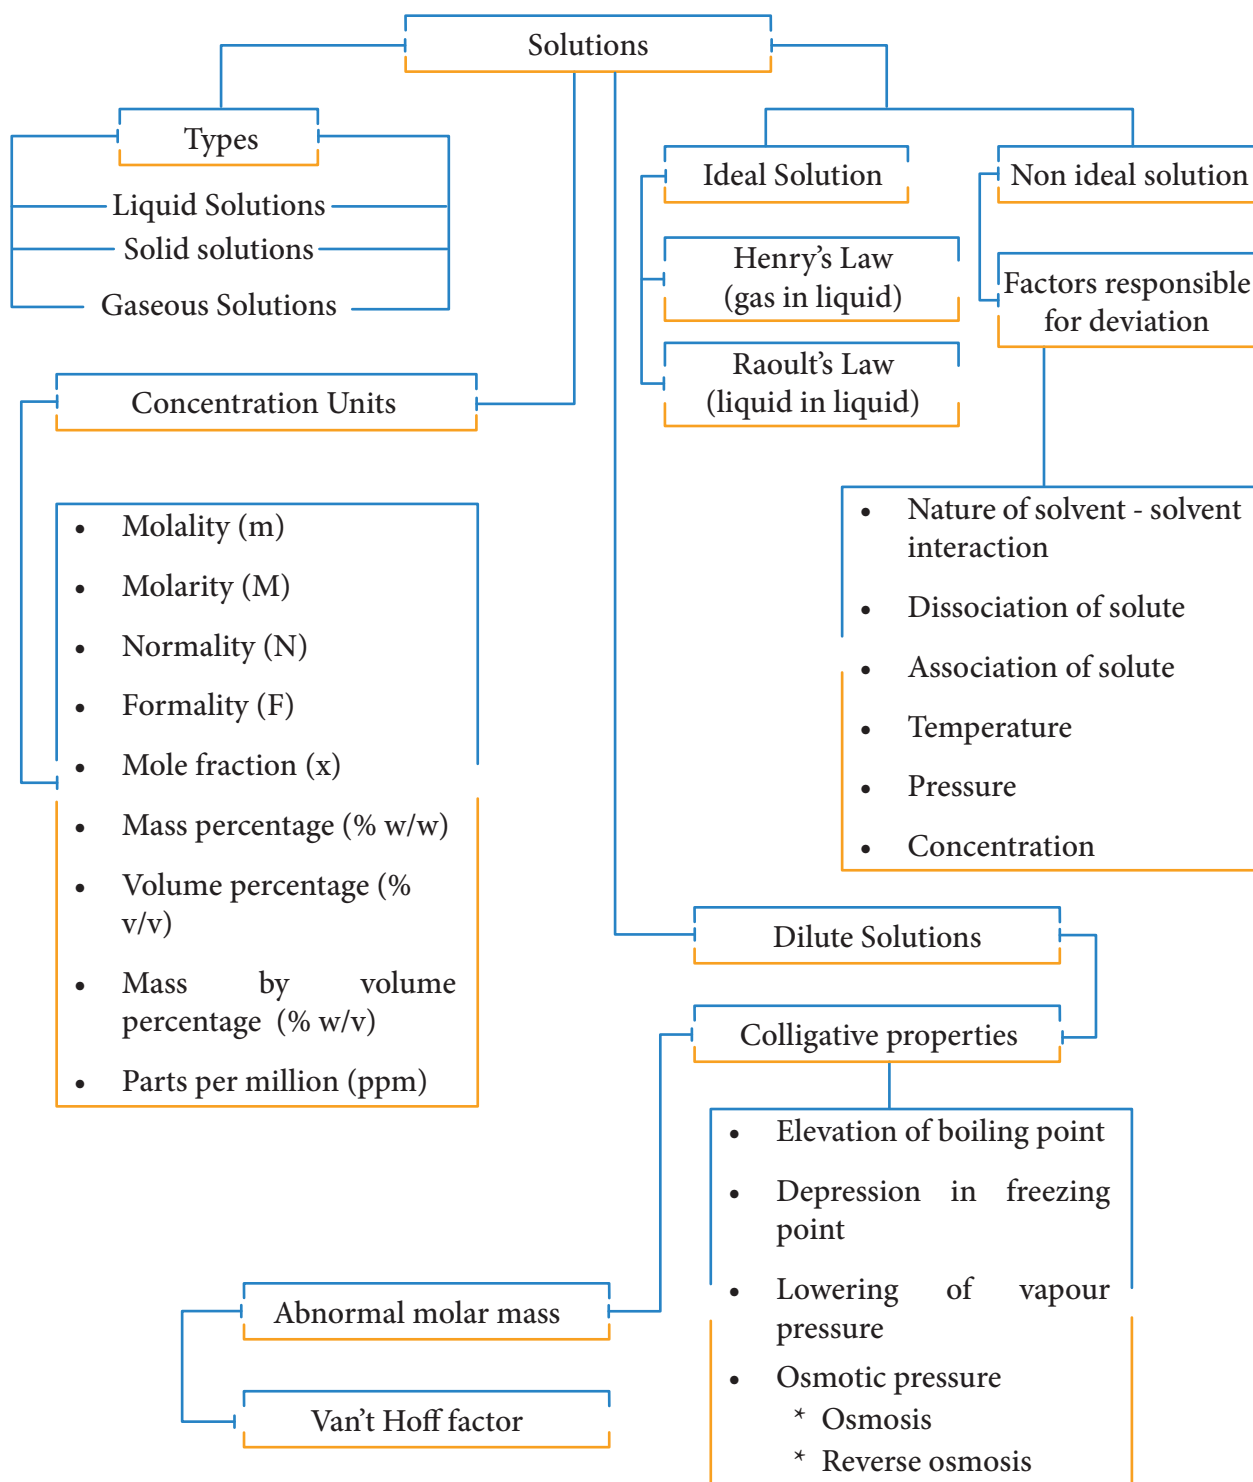 Solutions
Types
Liquid Solutions
Solid solutions
Gaseous Solutions
Ideal Solution
Non ideal solution
Henry's Law
(gas in liquid)
Raoult's Law
(liquid in liquid)
Factors responsible
for deviation
Concentration Units
• Molality (m)
• Molarity (M)
• Normality (N)
• Formality (F)
• Mole fraction (x)
• Mass percentage (% w/w)
• Volume percentage (%
v/v)
• Mass by volume
percentage (% w/v)
• Parts per million (ppm)
• Nature of solvent - solvent
interaction
• Dissociation of solute
• Association of solute
• Temperature
• Pressure
• Concentration
Dilute Solutions
Colligative properties
• Elevation of boiling point
• Depression in freezing
point
• Lowering of vapour
pressure
• Osmotic pressure
* Osmosis
* Reverse osmosis
Abnormal molar mass
Van't Hoff factor